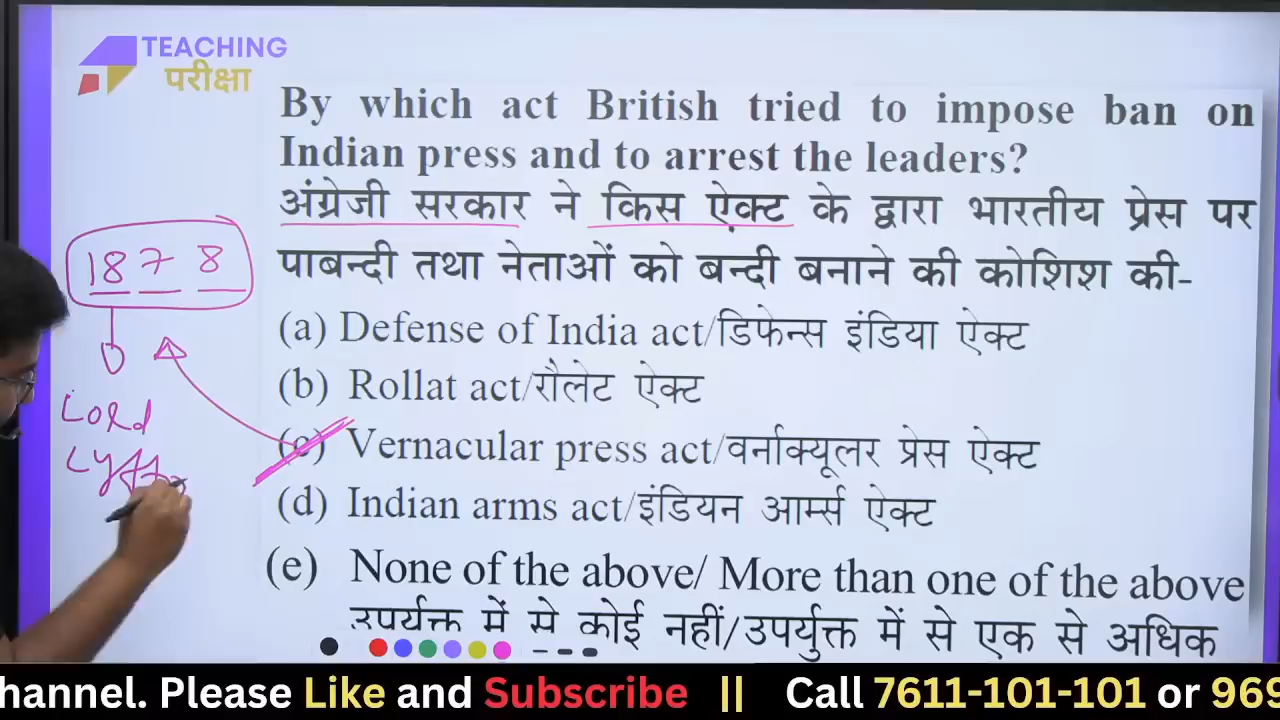 TEACHING
परीक्षा
By which act British tried to impose ban on
Indian press and to arrest the leaders?
अंग्रेजी सरकार ने किस ऐक्ट के द्वारा भारतीय प्रेस पर
पाबन्दी तथा नेताओं को बन्दी बनाने की कोशिश की-
(a) Defense of India act/डिफेन्स इंडिया ऐक्ट
(b) Rollat act/रौलेट ऐक्ट
(c) Vernacular press act/वर्नाक्यूलर प्रेस ऐक्ट
(d) Indian arms act/इंडियन आर्म्स ऐक्ट
(e) None of the above/ More than one of the above
उपर्युक्त में से कोई नहीं/उपर्युक्त में से एक से अधिक
1878
Lord
hannel. Please Like and Subscribe || Call 7611-101-101 or 969